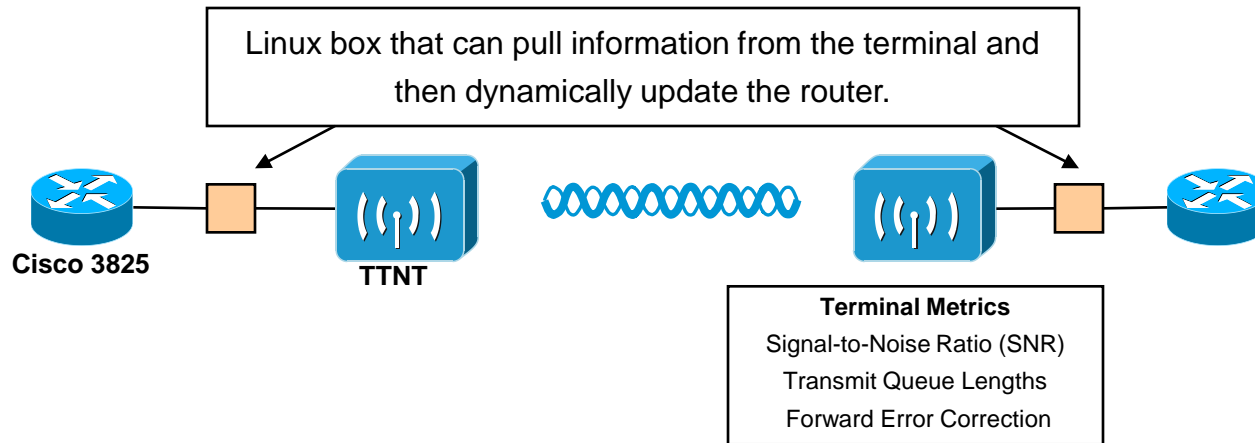 Linux box that can pull information from the terminal and
then dynamically update the router.
Cisco 3825
TTNT
Terminal Metrics
Signal-to-Noise Ratio (SNR)
Transmit Queue Lengths
Forward Error Correction